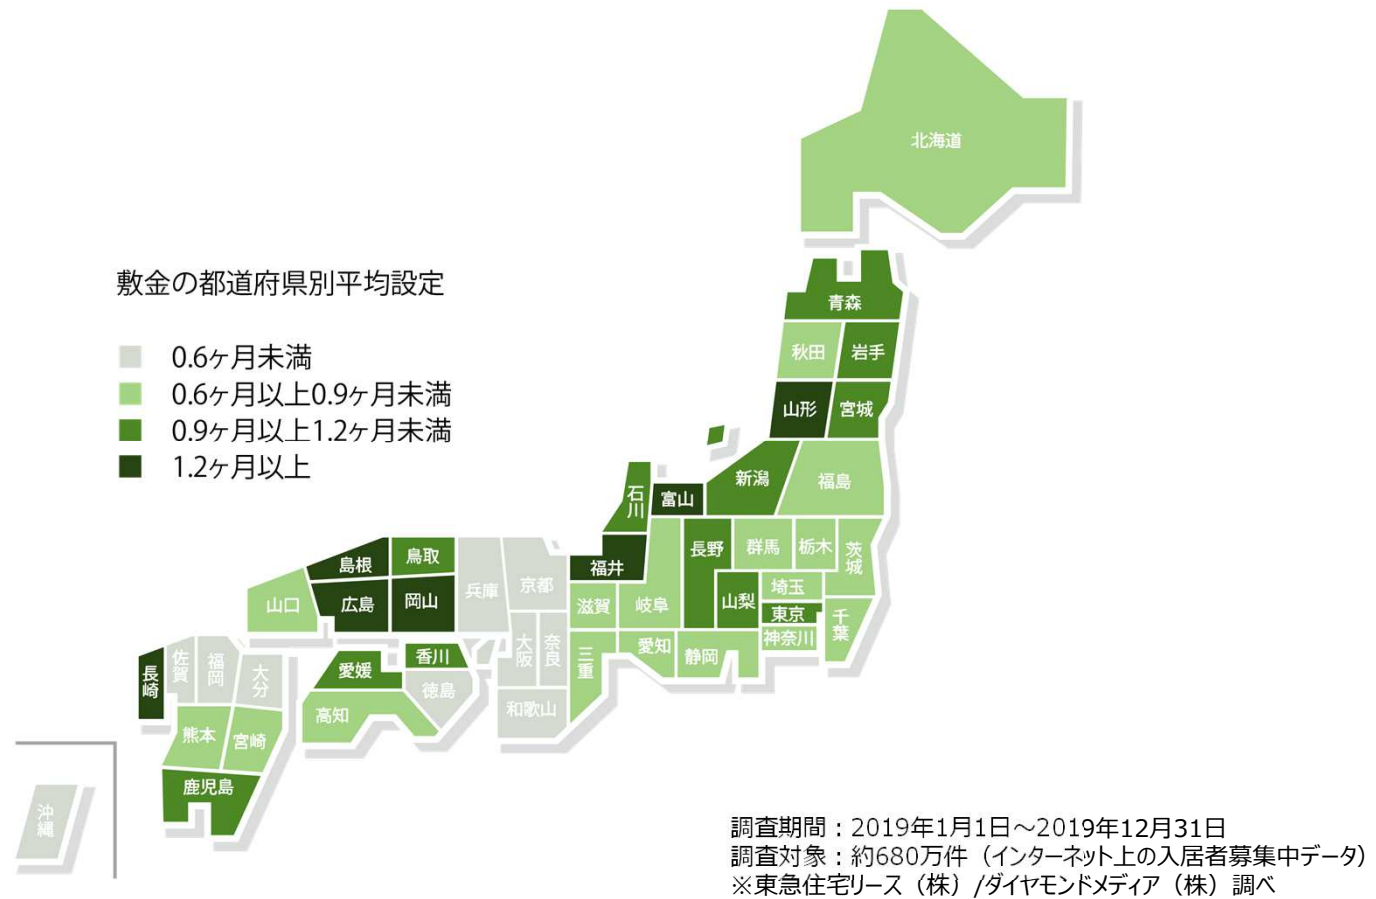 北海道
敷金の都道府県別平均設定
0.6ヶ月未満
0.6ヶ月以上0.9ヶ月未満
0.9ヶ月以上1.2ヶ月未満
1.2ヶ月以上
青森
秋田
岩手
山形
宮城
新潟
福島
石川
富山
福井
長野
群馬
栃木
茨城
埼玉
山梨
東京
千葉
神奈川
岐阜
滋賀
愛知
静岡
三重
島根
鳥取
兵庫
京都
山口
広島
岡山
大阪
奈良
和歌山
香川
愛媛
徳島
高知
長崎
佐賀
福岡
大分
熊本
宮崎
鹿児島
沖縄
調査期間：2019年1月1日～2019年12月31日
調査対象：約680万件（インターネット上の入居者募集中データ）
※東急住宅リース（株）/ダイヤモンドメディア（株）調べ